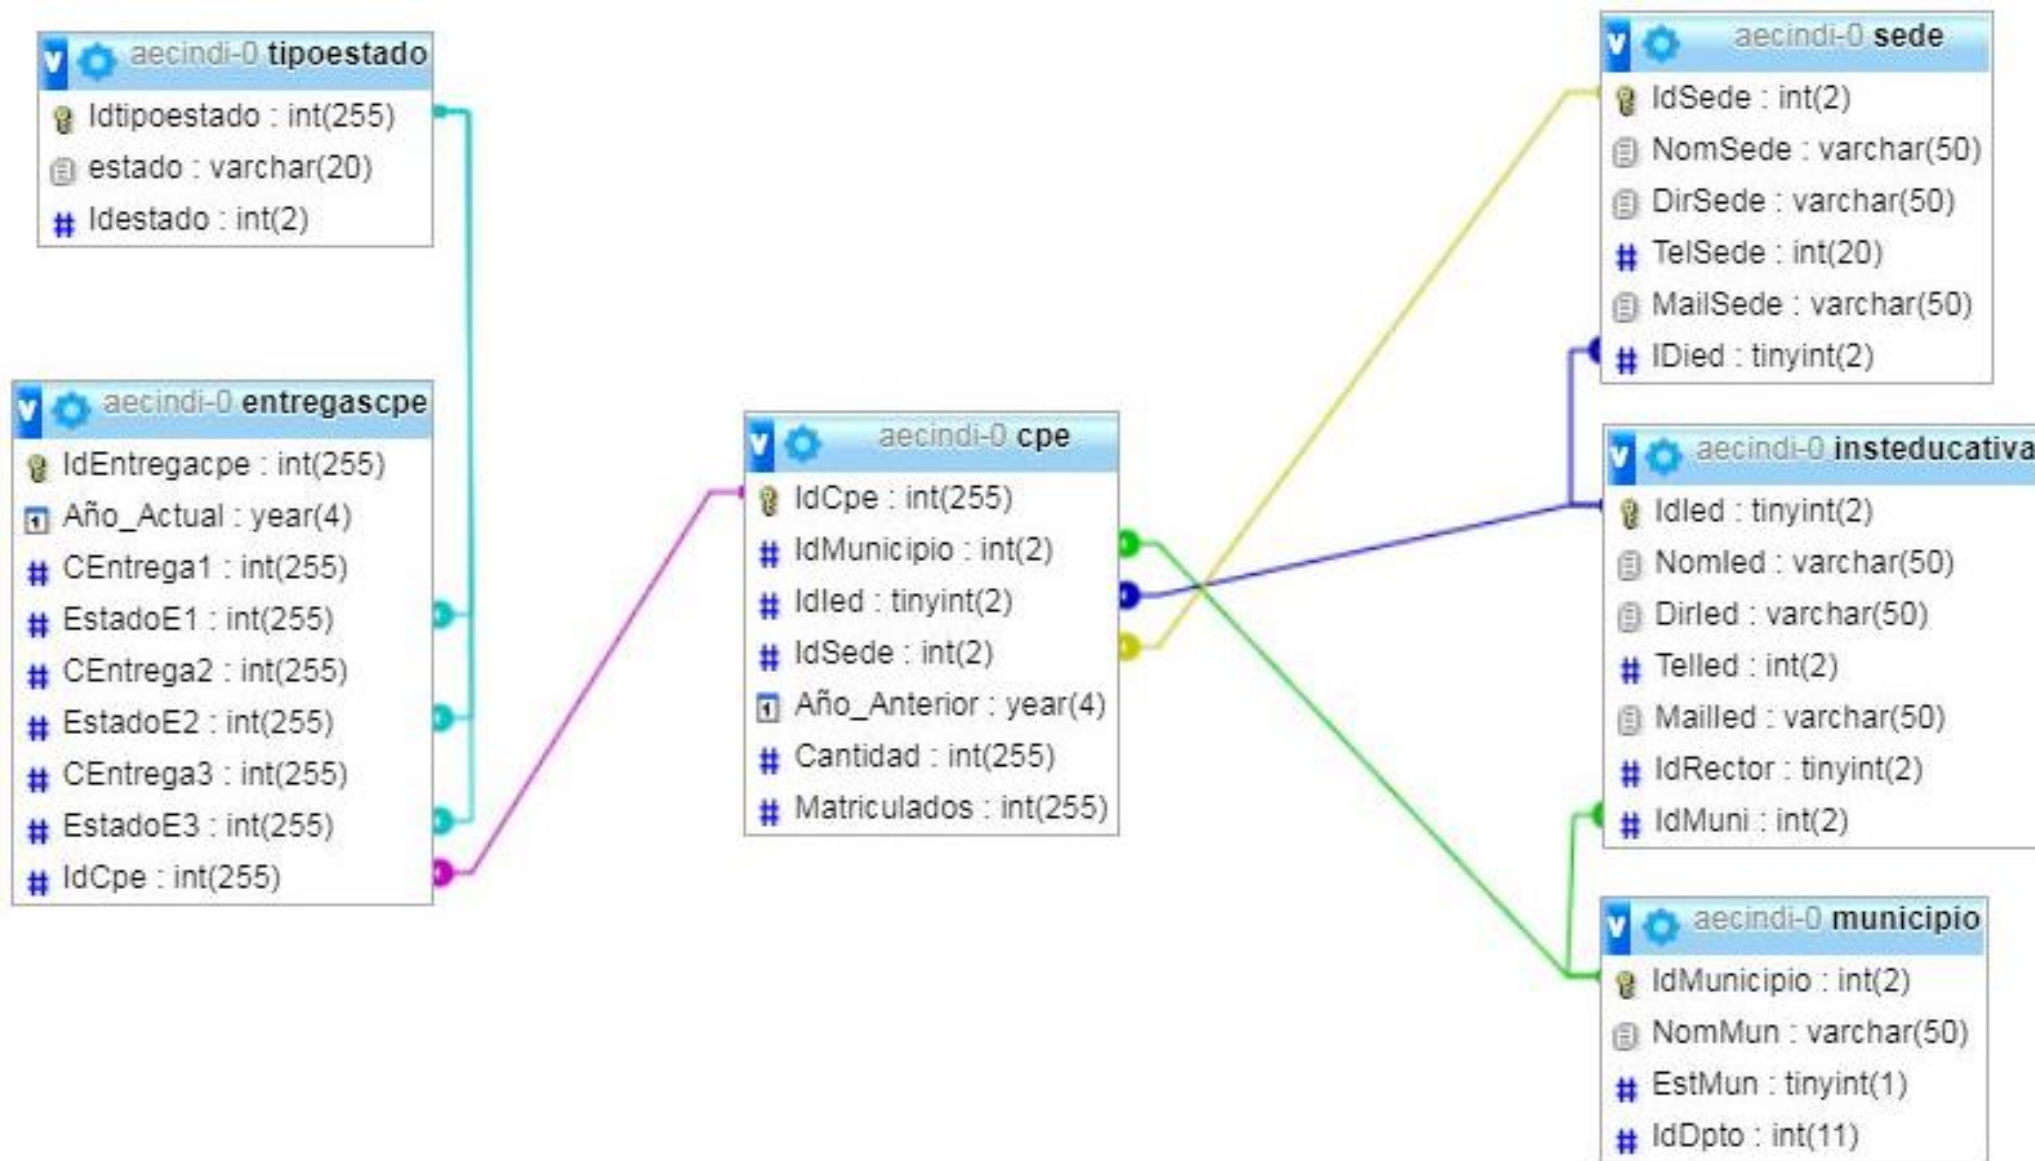 aecindi-0 tipoestado
Idtipoestado : int(255)
estado : varchar(20)
Idestado : int(2)
aecindi-0 entregascpe
IdEntregacpe : int(255)
Año_Actual : year(4)
CEntrega1 : int(255)
EstadoE1 : int(255)
CEntrega2 : int(255)
EstadoE2 : int(255)
CEntrega3 : int(255)
EstadoE3 : int(255)
IdCpe : int(255)
aecindi-0 cpe
IdCpe : int(255)
IdMunicipio : int(2)
IdIed : tinyint(2)
IdSede : int(2)
Año_Anterior : year(4)
Cantidad : int(255)
Matriculados : int(255)
aecindi-0 sede
IdSede : int(2)
NomSede : varchar(50)
DirSede : varchar(50)
TelSede : int(20)
MailSede : varchar(50)
IDied : tinyint(2)
aecindi-0 insteducativa
IdIed : tinyint(2)
NomIed : varchar(50)
DirIed : varchar(50)
TelIed : int(2)
MailIed : varchar(50)
IdRector : tinyint(2)
IdMuni : int(2)
aecindi-0 municipio
IdMunicipio : int(2)
NomMun : varchar(50)
EstMun : tinyint(1)
IdDpto : int(11)